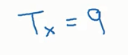 Tₓ = 9